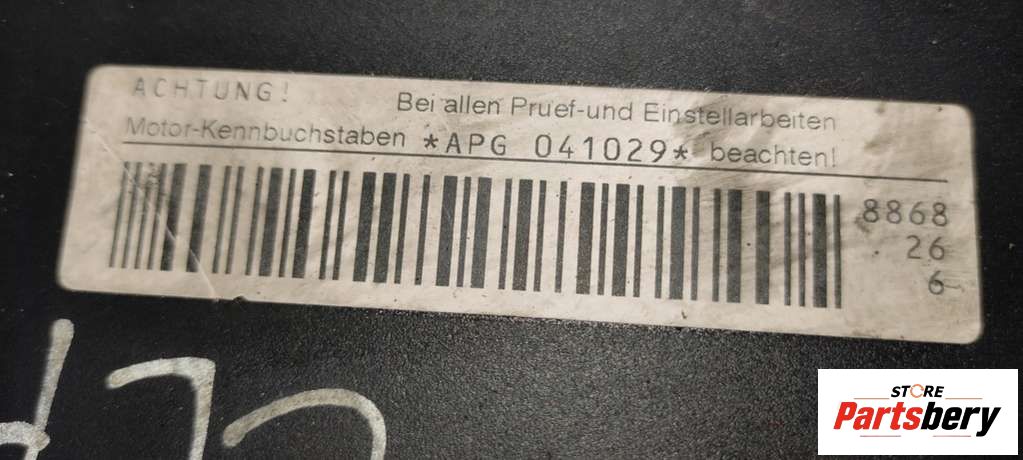 ACHTUNG!
Bei allen Pruef-und Einstellarbeiten
Motor-Kennbuchstaben *APG 041029* beachten!
8868
26
6
STORE
Partsbery